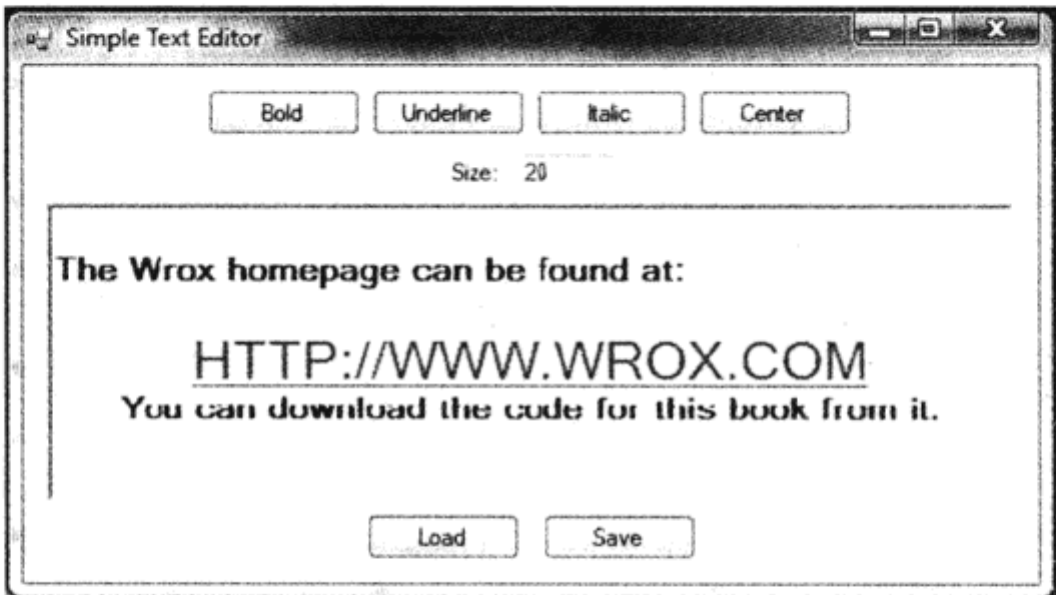 Simple Text Editor
Bold Underline Italic Center
Size: 20
The Wrox homepage can be found at:
HTTP://WWW.WROX.COM
You can download the code for this book from it.
Load Save